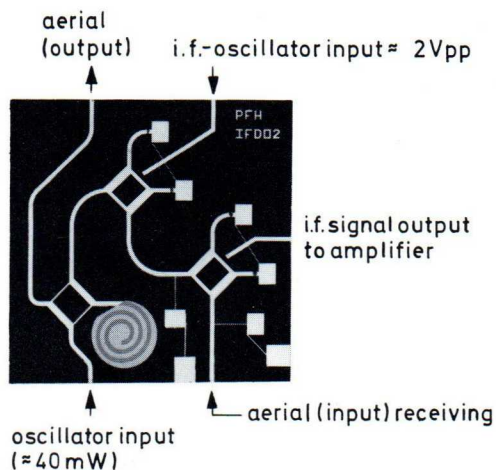 aerial
(output)
i.f.-oscillator input ≈ 2Vpp
PFH
IFD02
i.f. signal output
to amplifier
aerial (input) receiving
oscillator input
(≈40mW)